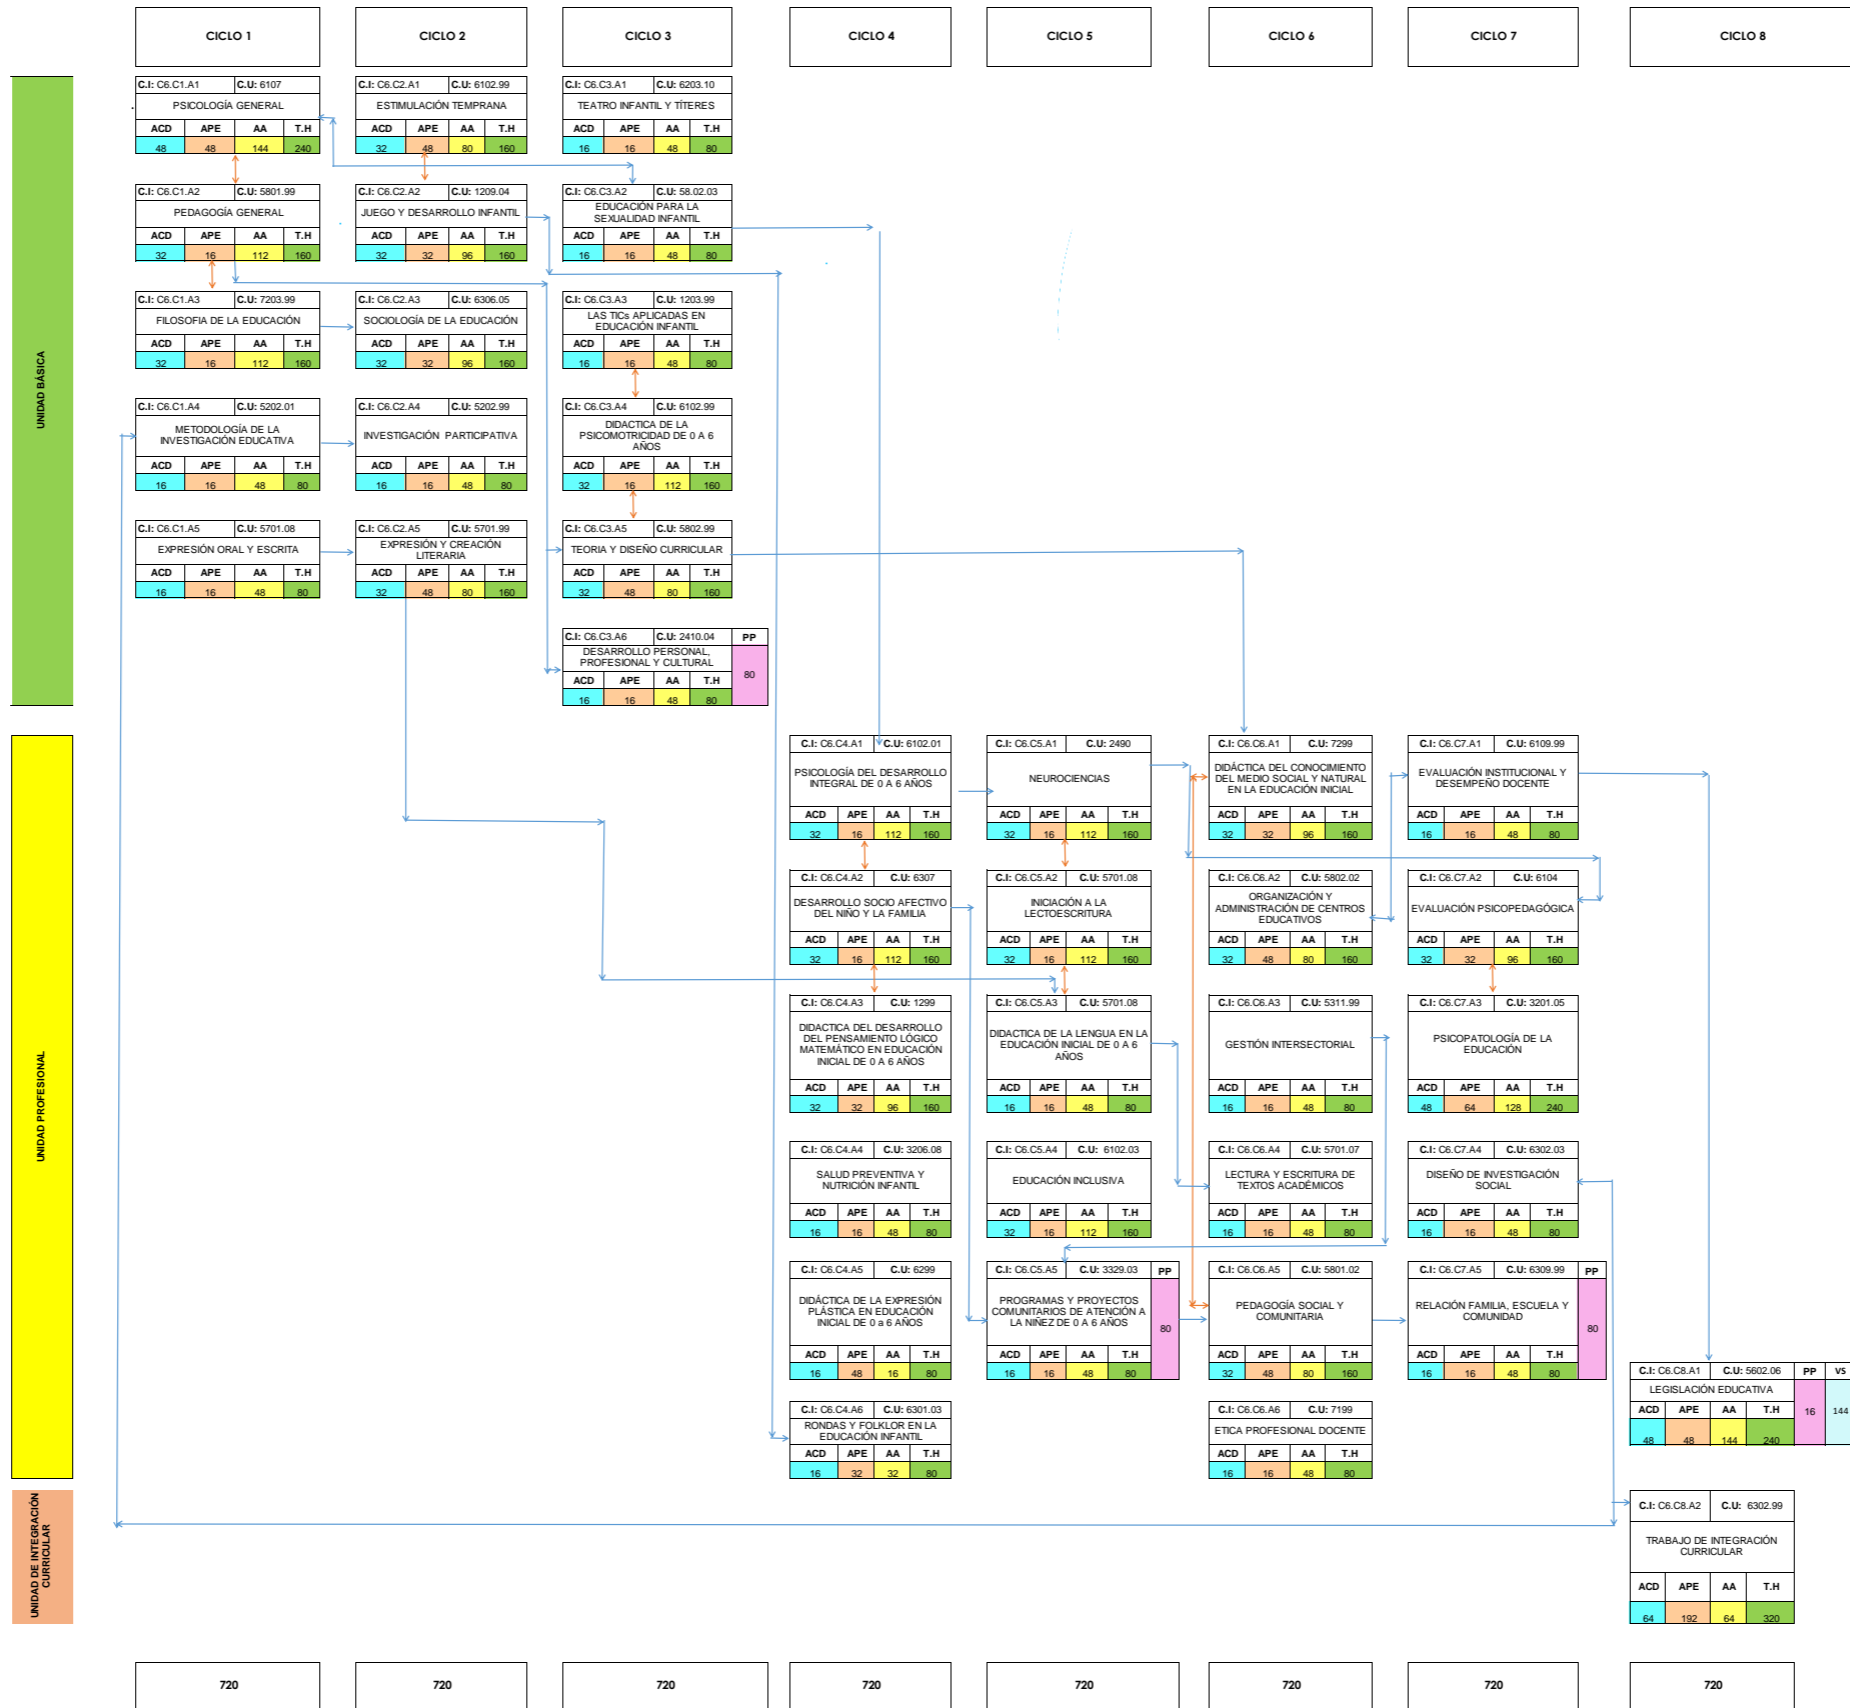 CICLO 1
CICLO 2
CICLO 3
CICLO 4
CICLO 5
CICLO 6
CICLO 7
CICLO 8
UNIDAD BÁSICA
C.I: C6.C1.A1 C.U: 6107
PSICOLOGÍA GENERAL
ACD APE AA T.H
48 48 144 240
C.I: C6.C2.A1 C.U: 6102.99
ESTIMULACIÓN TEMPRANA
ACD APE AA T.H
32 48 80 160
C.I: C6.C3.A1 C.U: 6203.10
TEATRO INFANTIL Y TÍTERES
ACD APE AA T.H
16 16 48 80
C.I: C6.C1.A2 C.U: 5801.99
PEDAGOGÍA GENERAL
ACD APE AA T.H
32 16 112 160
C.I: C6.C2.A2 C.U: 1209.04
JUEGO Y DESARROLLO INFANTIL
ACD APE AA T.H
32 32 96 160
C.I: C6.C3.A2 C.U: 58.02.03
EDUCACIÓN PARA LA
SEXUALIDAD INFANTIL
ACD APE AA T.H
16 16 48 80
C.I: C6.C1.A3 C.U: 7203.99
FILOSOFIA DE LA EDUCACIÓN
ACD APE AA T.H
32 16 112 160
C.I: C6.C2.A3 C.U: 6306.05
SOCIOLOGÍA DE LA EDUCACIÓN
ACD APE AA T.H
32 32 96 160
C.I: C6.C3.A3 C.U: 1203.99
LAS TICs APLICADAS EN
EDUCACIÓN INFANTIL
ACD APE AA T.H
16 16 48 80
C.I: C6.C1.A4 C.U: 5202.01
METODOLOGÍA DE LA
INVESTIGACIÓN EDUCATIVA
ACD APE AA T.H
16 16 48 80
C.I: C6.C2.A4 C.U: 5202.99
INVESTIGACIÓN PARTICIPATIVA
ACD APE AA T.H
16 16 48 80
C.I: C6.C3.A4 C.U: 6102.99
DIDACTICA DE LA
PSICOMOTRICIDAD DE 0 A 6
AÑOS
ACD APE AA T.H
32 16 112 160
C.I: C6.C1.A5 C.U: 5701.08
EXPRESIÓN ORAL Y ESCRITA
ACD APE AA T.H
16 16 48 80
C.I: C6.C2.A5 C.U: 5701.99
EXPRESIÓN Y CREACIÓN
LITERARIA
ACD APE AA T.H
32 48 80 160
C.I: C6.C3.A5 C.U: 5802.99
TEORIA Y DISEÑO CURRICULAR
ACD APE AA T.H
32 48 80 160
C.I: C6.C3.A6 C.U: 2410.04 PP
DESARROLLO PERSONAL,
PROFESIONAL Y CULTURAL
80
ACD APE AA T.H
16 16 48 80
UNIDAD PROFESIONAL
C.I: C6.C4.A1 C.U: 6102.01
PSICOLOGÍA DEL DESARROLLO
INTEGRAL DE 0 A 6 AÑOS
ACD APE AA T.H
32 16 112 160
C.I: C6.C5.A1 C.U: 2490
NEUROCIENCIAS
ACD APE AA T.H
32 16 112 160
C.I: C6.C6.A1 C.U: 7299
DIDÁCTICA DEL CONOCIMIENTO
DEL MEDIO SOCIAL Y NATURAL
EN LA EDUCACIÓN INICIAL
ACD APE AA T.H
32 32 96 160
C.I: C6.C7.A1 C.U: 6109.99
EVALUACIÓN INSTITUCIONAL Y
DESEMPEÑO DOCENTE
ACD APE AA T.H
16 16 48 80
C.I: C6.C4.A2 C.U: 6307
DESARROLLO SOCIO AFECTIVO
DEL NIÑO Y LA FAMILIA
ACD APE AA T.H
32 16 112 160
C.I: C6.C5.A2 C.U: 5701.08
INICIACIÓN A LA
LECTOESCRITURA
ACD APE AA T.H
32 16 112 160
C.I: C6.C6.A2 C.U: 5802.02
ORGANIZACIÓN Y
ADMINISTRACIÓN DE CENTROS
EDUCATIVOS
ACD APE AA T.H
32 48 80 160
C.I: C6.C7.A2 C.U: 6104
EVALUACIÓN PSICOPEDAGÓGICA
ACD APE AA T.H
32 32 96 160
C.I: C6.C4.A3 C.U: 1299
DIDACTICA DEL DESARROLLO
DEL PENSAMIENTO LÓGICO
MATEMÁTICO EN EDUCACIÓN
INICIAL DE 0 A 6 AÑOS
ACD APE AA T.H
32 32 96 160
C.I: C6.C5.A3 C.U: 5701.08
DIDACTICA DE LA LENGUA EN LA
EDUCACIÓN INICIAL DE 0 A 6
AÑOS
ACD APE AA T.H
16 16 48 80
C.I: C6.C6.A3 C.U: 5311.99
GESTIÓN INTERSECTORIAL
ACD APE AA T.H
16 16 48 80
C.I: C6.C7.A3 C.U: 3201.05
PSICOPATOLOGÍA DE LA
EDUCACIÓN
ACD APE AA T.H
48 64 128 240
C.I: C6.C4.A4 C.U: 3206.08
SALUD PREVENTIVA Y
NUTRICIÓN INFANTIL
ACD APE AA T.H
16 16 48 80
C.I: C6.C5.A4 C.U: 6102.03
EDUCACIÓN INCLUSIVA
ACD APE AA T.H
32 16 112 160
C.I: C6.C6.A4 C.U: 5701.07
LECTURA Y ESCRITURA DE
TEXTOS ACADÉMICOS
ACD APE AA T.H
16 16 48 80
C.I: C6.C7.A4 C.U: 6302.03
DISEÑO DE INVESTIGACIÓN
SOCIAL
ACD APE AA T.H
16 16 48 80
C.I: C6.C4.A5 C.U: 6299
DIDÁCTICA DE LA EXPRESIÓN
PLÁSTICA EN EDUCACIÓN
INICIAL DE 0 a 6 AÑOS
ACD APE AA T.H
16 48 16 80
C.I: C6.C5.A5 C.U: 3329.03 PP
PROGRAMAS Y PROYECTOS
COMUNITARIOS DE ATENCIÓN A
LA NIÑEZ DE 0 A 6 AÑOS
80
ACD APE AA T.H
16 16 48 80
C.I: C6.C6.A5 C.U: 5801.02
PEDAGOGÍA SOCIAL Y
COMUNITARIA
ACD APE AA T.H
32 48 80 160
C.I: C6.C7.A5 C.U: 6309.99 PP
RELACIÓN FAMILIA, ESCUELA Y
COMUNIDAD
80
ACD APE AA T.H
16 16 48 80
C.I: C6.C8.A1 C.U: 5602.06 PP VS
LEGISLACIÓN EDUCATIVA
16 144
ACD APE AA T.H
48 48 144 240
C.I: C6.C4.A6 C.U: 6301.03
RONDAS Y FOLKLOR EN LA
EDUCACIÓN INFANTIL
ACD APE AA T.H
16 32 32 80
C.I: C6.C6.A6 C.U: 7199
ETICA PROFESIONAL DOCENTE
ACD APE AA T.H
16 16 48 80
UNIDAD DE INTEGRACIÓN
CURRICULAR
C.I: C6.C8.A2 C.U: 6302.99
TRABAJO DE INTEGRACIÓN
CURRICULAR
ACD APE AA T.H
64 192 64 320
720
720
720
720
720
720
720
720